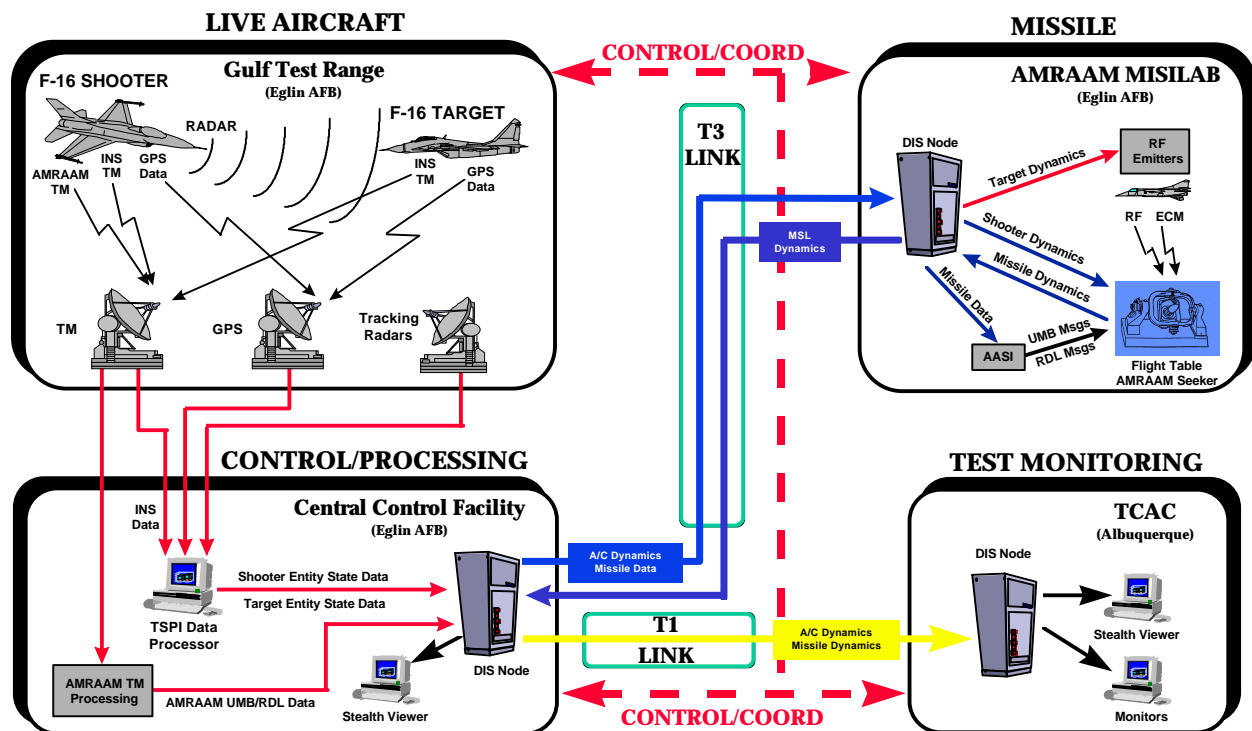 LIVE AIRCRAFT
Gulf Test Range
(Eglin AFB)
F-16 SHOOTER
RADAR
F-16 TARGET
INS
TM
GPS
Data
AMRAAM
TM
INS
TM
GPS
Data
TM
GPS
Tracking
Radars
CONTROL/COORD
T3
LINK
MISSILE
AMRAAM MISILAB
(Eglin AFB)
DIS Node
Target Dynamics
RF
Emitters
RF
ECM
Shooter Dynamics
Missile Dynamics
Missile Data
AASI
UMB Msgs
RDL Msgs
Flight Table
AMRAAM Seeker
MSL
Dynamics
CONTROL/PROCESSING
Central Control Facility
(Eglin AFB)
INS
Data
TSPI Data
Processor
Shooter Entity State Data
Target Entity State Data
AMRAAM TM
Processing
AMRAAM UMB/RDL Data
Stealth Viewer
DIS Node
A/C Dynamics
Missile Data
T1
LINK
A/C Dynamics
Missile Dynamics
CONTROL/COORD
TEST MONITORING
TCAC
(Albuquerque)
DIS Node
Stealth Viewer
Monitors